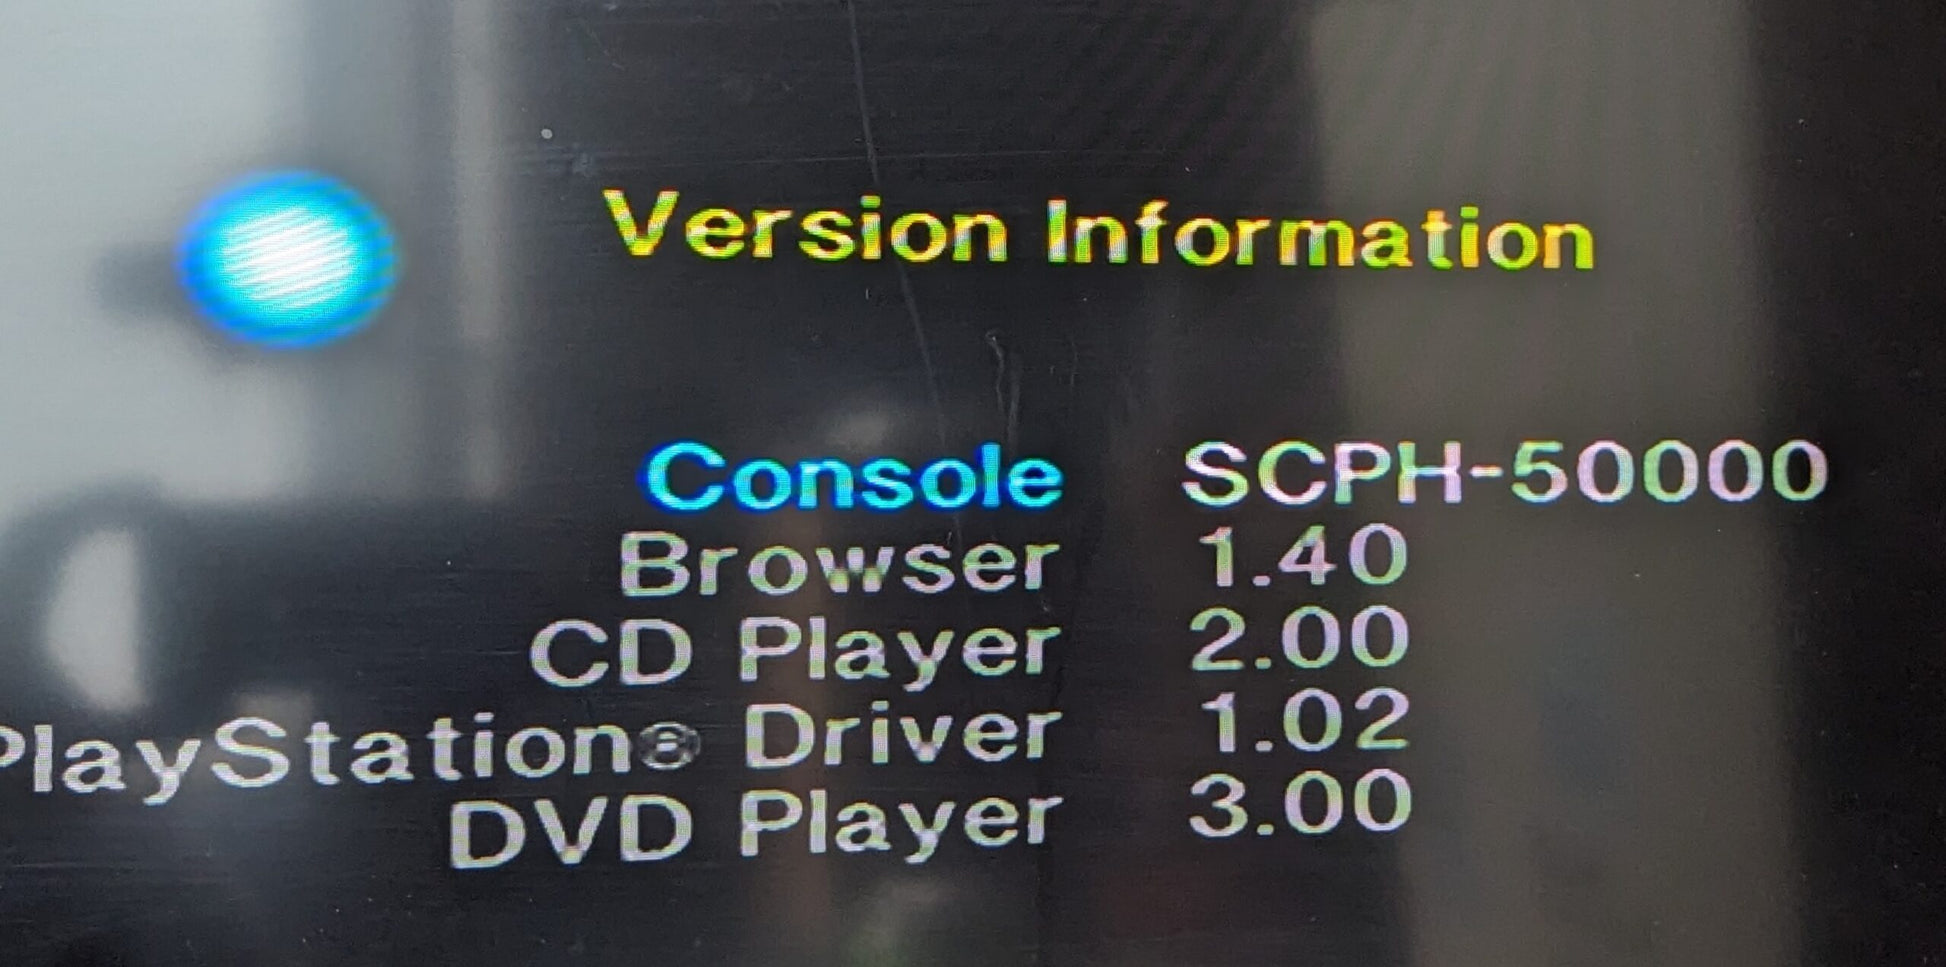 Version Information
Console SCPH-50000
Browser 1.40
CD Player 2.00
PlayStation® Driver 1.02
DVD Player 3.00